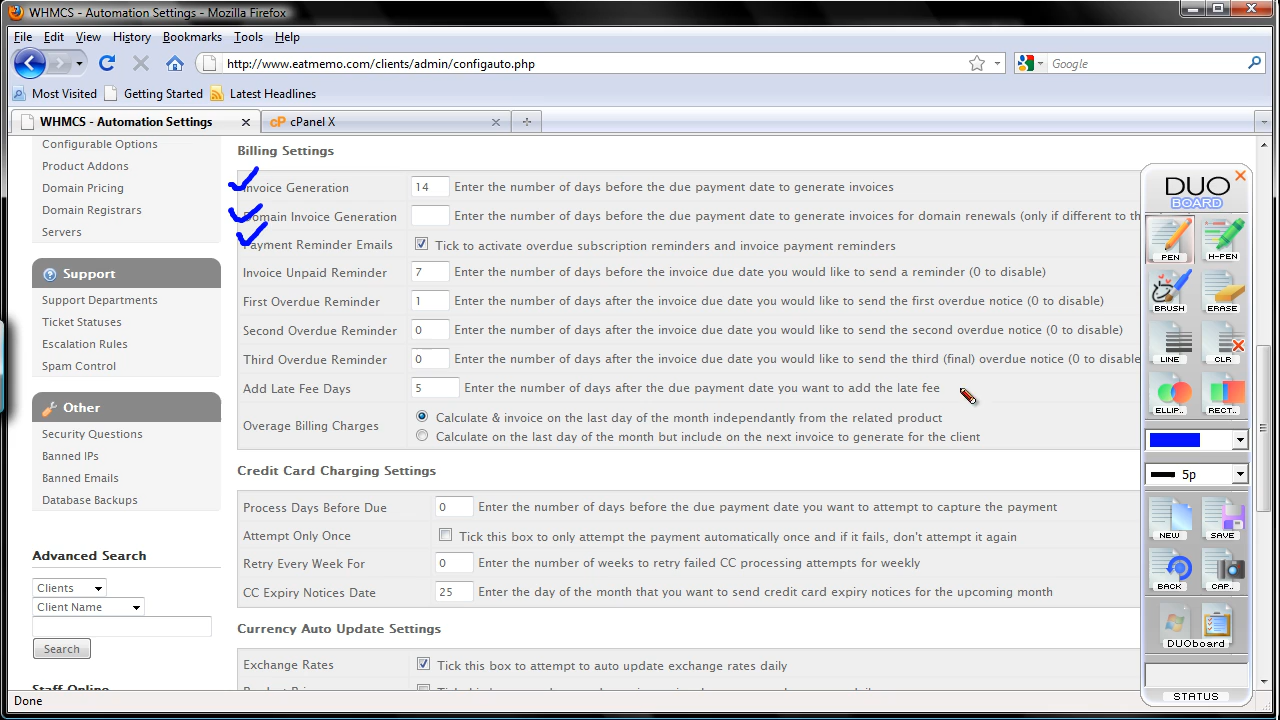 WHMCS - Automation Settings - Mozilla Firefox
File Edit View History Bookmarks Tools Help
http://www.eatmeno.com/clients/admin/configauto.php
Google
Most Visited Getting Started Latest Headlines
WHMCS - Automation Settings
cP cPanel X
Configurable Options
Product Addons
Domain Pricing
Domain Registrars
Servers
Support
Support Departments
Ticket Statuses
Escalation Rules
Spam Control
Other
Security Questions
Banned IPs
Banned Emails
Database Backups
Advanced Search
Clients
Client Name
Search
Staff Online
Billing Settings
Invoice Generation 14 Enter the number of days before the due payment date to generate invoices
Domain Invoice Generation Enter the number of days before the due payment date to generate invoices for domain renewals (only if different to th
Payment Reminder Emails Tick to activate overdue subscription reminders and invoice payment reminders
Invoice Unpaid Reminder 7 Enter the number of days before the invoice due date you would like to send a reminder (0 to disable)
First Overdue Reminder 1 Enter the number of days after the invoice due date you would like to send the first overdue notice (0 to disable)
Second Overdue Reminder 0 Enter the number of days after the invoice due date you would like to send the second overdue notice (0 to disable)
Third Overdue Reminder 0 Enter the number of days after the invoice due date you would like to send the third (final) overdue notice (0 to disable
Add Late Fee Days 5 Enter the number of days after the due payment date you want to add the late fee
Overage Billing Charges
Calculate & invoice on the last day of the month independantly from the related product
Calculate on the last day of the month but include on the next invoice to generate for the client
Credit Card Charging Settings
Process Days Before Due 0 Enter the number of days before the due payment date you want to attempt to capture the payment
Attempt Only Once Tick this box to only attempt the payment automatically once and if it fails, don't attempt it again
Retry Every Week For 0 Enter the number of weeks to retry failed CC processing attempts for weekly
CC Expiry Notices Date 25 Enter the day of the month that you want to send credit card expiry notices for the upcoming month
Currency Auto Update Settings
Exchange Rates Tick this box to attempt to auto update exchange rates daily
DUO
BOARD
PEN H-PEN
BRUSH ERASE
LINE CLR
ELLIP.. RECT..
5p
NEW SAVE
BACK CAP..
DUOboard
STATUS
Done